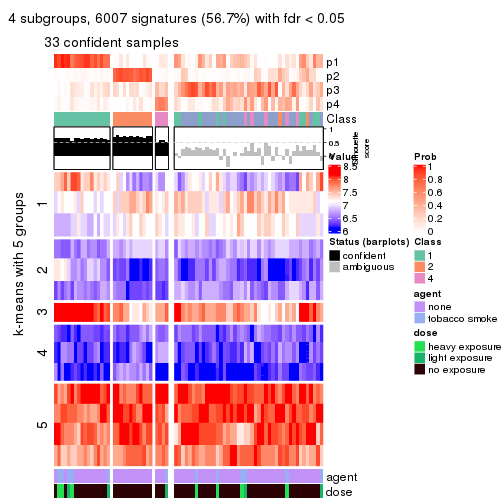 4 subgroups, 6007 signatures (56.7%) with fdr < 0.05
33 confident samples
p1
p2
p3
p4
Class
1
0.5
0
silhouette score
k-means with 5 groups
1
2
3
4
5
agent
dose
Value
8.5
8
7.5
7
6.5
6
Status (barplots)
confident
ambiguous
Prob
1
0.8
0.6
0.4
0.2
0
Class
1
2
4
agent
none
tobacco smoke
dose
heavy exposure
light exposure
no exposure